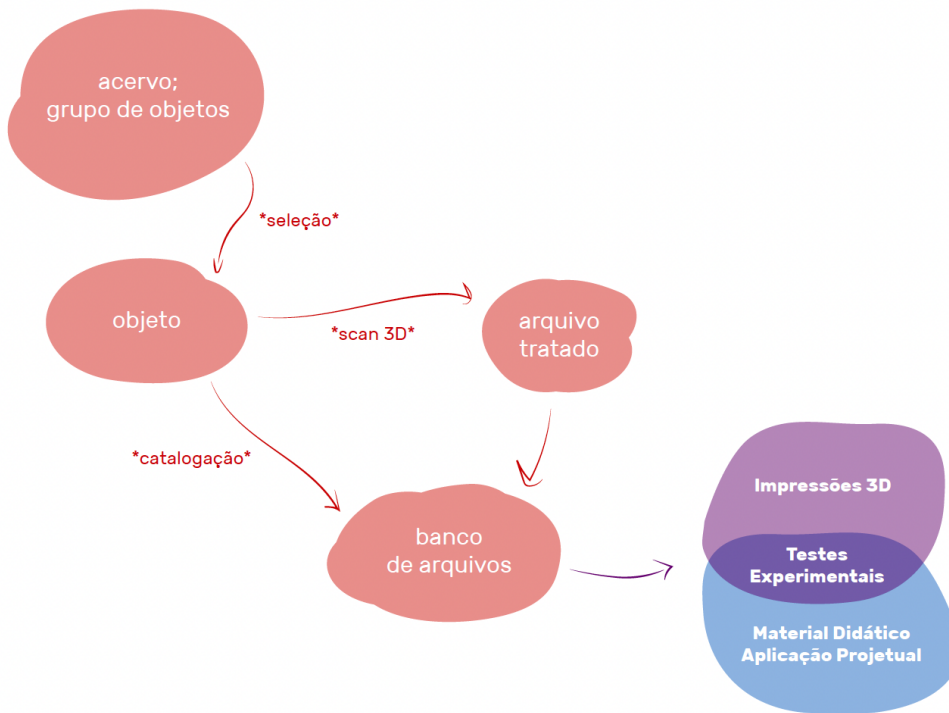 acervo;
grupo de objetos
*seleção*
objeto
*scan 3D*
arquivo
tratado
*catalogação*
banco
de arquivos
Impressões 3D
Testes
Experimentais
Material Didático
Aplicação Projetual